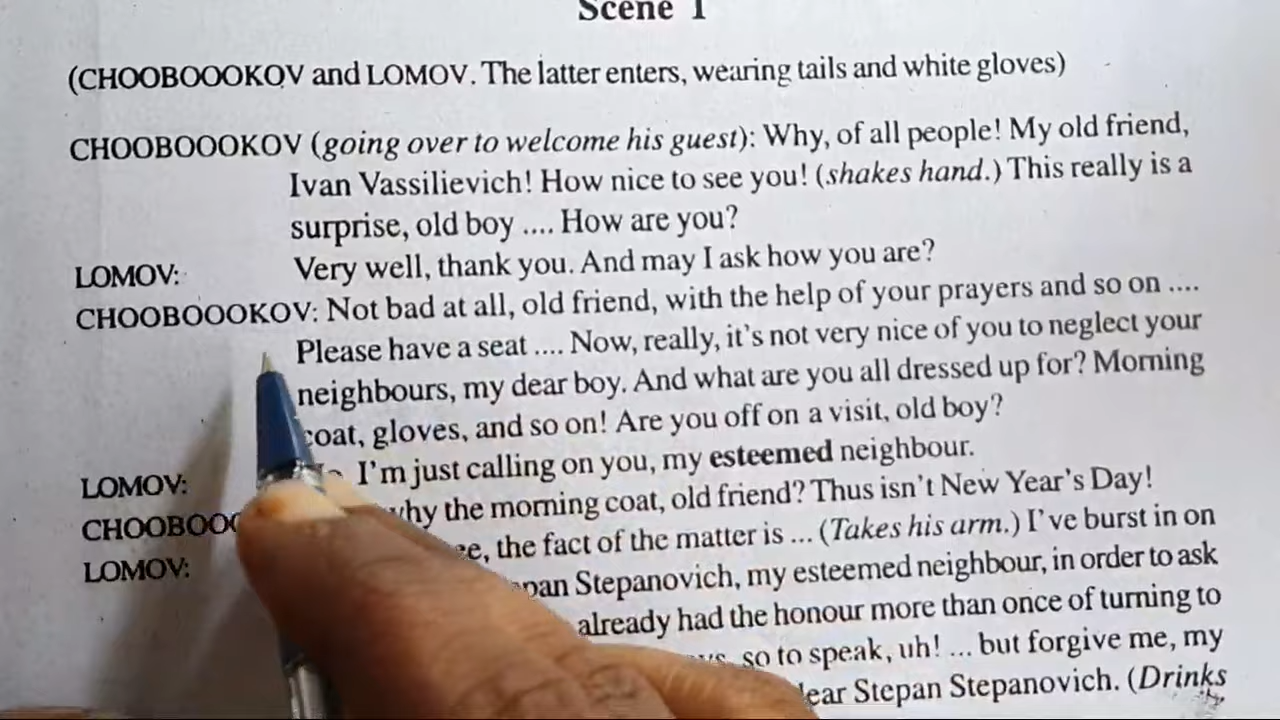 Scene 1
(CHOOBOOOKOV and LOMOV. The latter enters, wearing tails and white gloves)
CHOOBOOOKOV (going over to welcome his guest): Why, of all people! My old friend,
Ivan Vassilievich! How nice to see you! (shakes hand.) This really is a
surprise, old boy .... How are you?
LOMOV: Very well, thank you. And may I ask how you are?
CHOOBOOOKOV: Not bad at all, old friend, with the help of your prayers and so on ....
Please have a seat .... Now, really, it's not very nice of you to neglect your
neighbours, my dear boy. And what are you all dressed up for? Morning
coat, gloves, and so on! Are you off on a visit, old boy?
LOMOV: I'm just calling on you, my esteemed neighbour.
the morning coat, old friend? Thus isn't New Year's Day!
LOMOV: the fact of the matter is ... (Takes his arm.) I've burst in on
Stepanovich, my esteemed neighbour, in order to ask
already had the honour more than once of turning to
so to speak, uh! ... but forgive me, my
Stepan Stepanovich. (Drinks